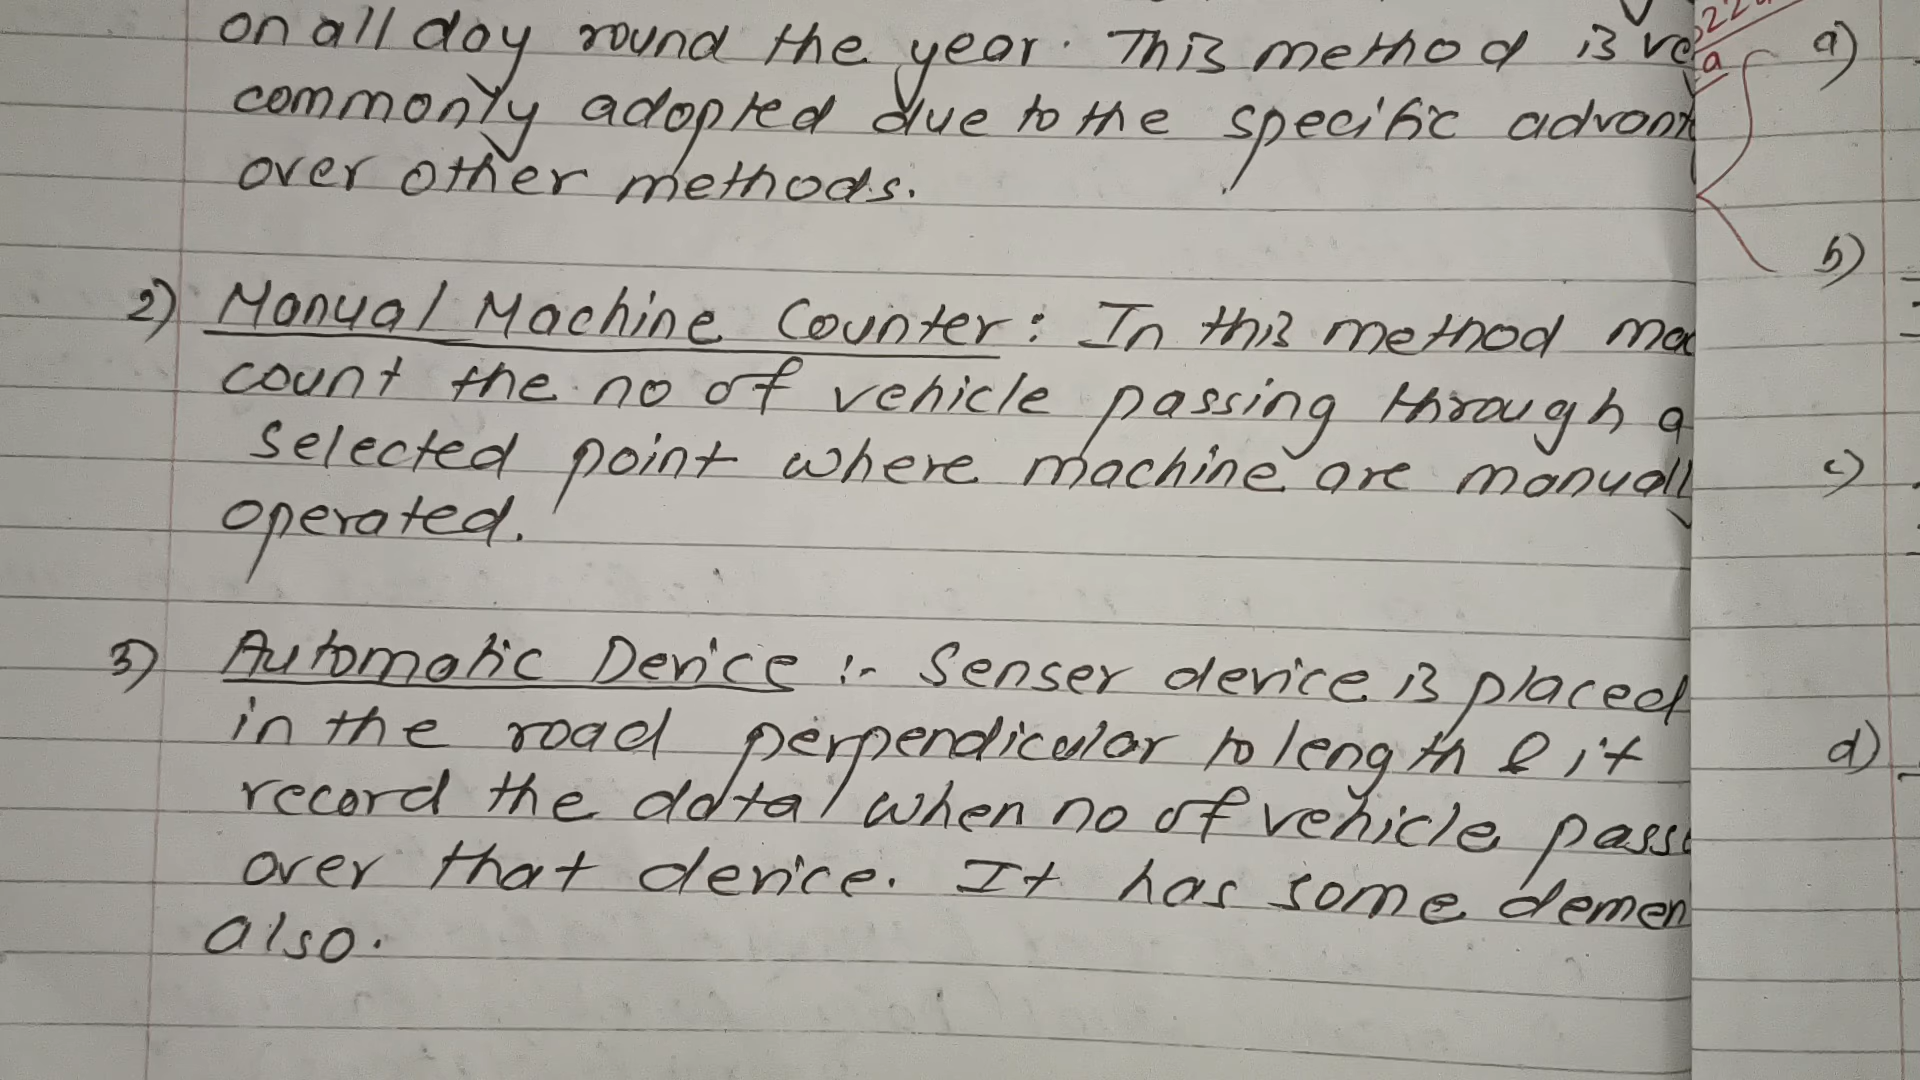 on all day round the year. This method is ve
commonly adopted due to the specific advant
over other methods.
2) Manual Machine Counter: In this method mac
count the no of vehicle passing through a
selected point where machine are manuall
operated.
3) Automatic Device :- Senser device is placed
in the road perpendicular to length & it
record the data/when no of vehicle passe
over that device. It has some demen
also.
a
a)
b)
c)
d)